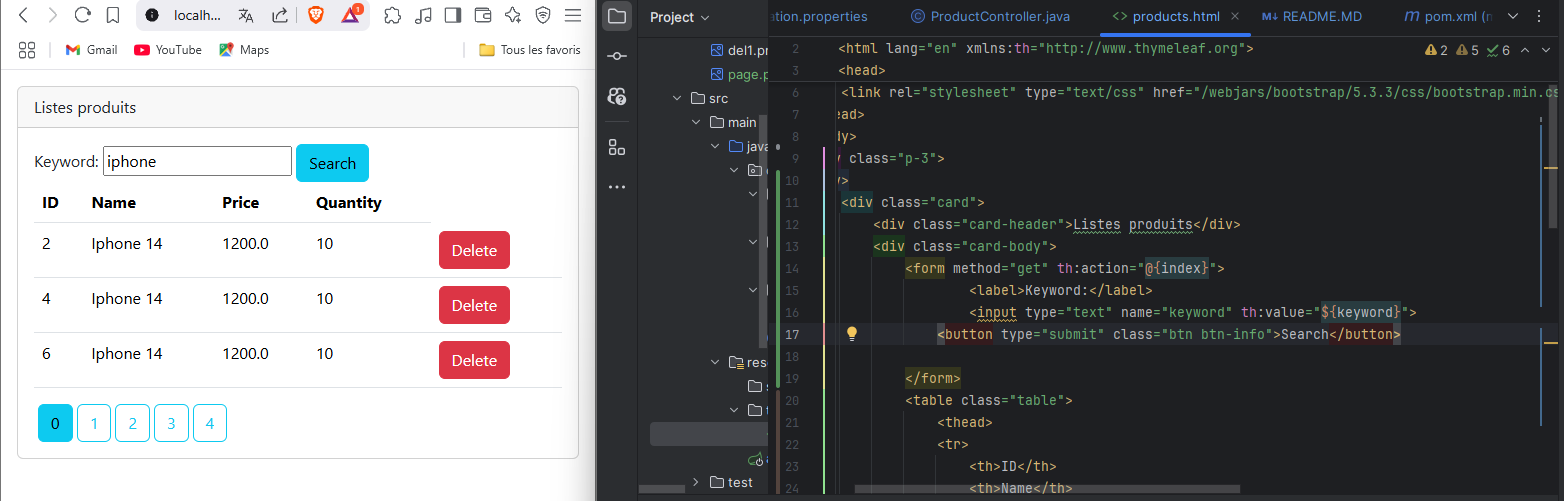 localh...
1
Gmail
YouTube
Maps
Tous les favoris
Listes produits
Keyword: iphone Search
ID Name Price Quantity
2 Iphone 14 1200.0 10 Delete
4 Iphone 14 1200.0 10 Delete
6 Iphone 14 1200.0 10 Delete
0 1 2 3 4
Project
del1.pr
page.p
src
main
java
res
test
ation.properties
ProductController.java
products.html
README.MD
pom.xml (m
2 5 6
2 <html lang="en" xmlns:th="http://www.thymeleaf.org">
3 <head>
6 <link rel="stylesheet" type="text/css" href="/webjars/bootstrap/5.3.3/css/bootstrap.min.cs
7 ead>
8 dy>
9 class="p-3">
10 >
11 <div class="card">
12 <div class="card-header">Listes produits</div>
13 <div class="card-body">
14 <form method="get" th:action="@{index}">
15 <label>Keyword:</label>
16 <input type="text" name="keyword" th:value="${keyword}">
17 <button type="submit" class="btn btn-info">Search</button>
18
19 </form>
20 <table class="table">
21 <thead>
22 <tr>
23 <th>ID</th>
24 <th>Name</th>